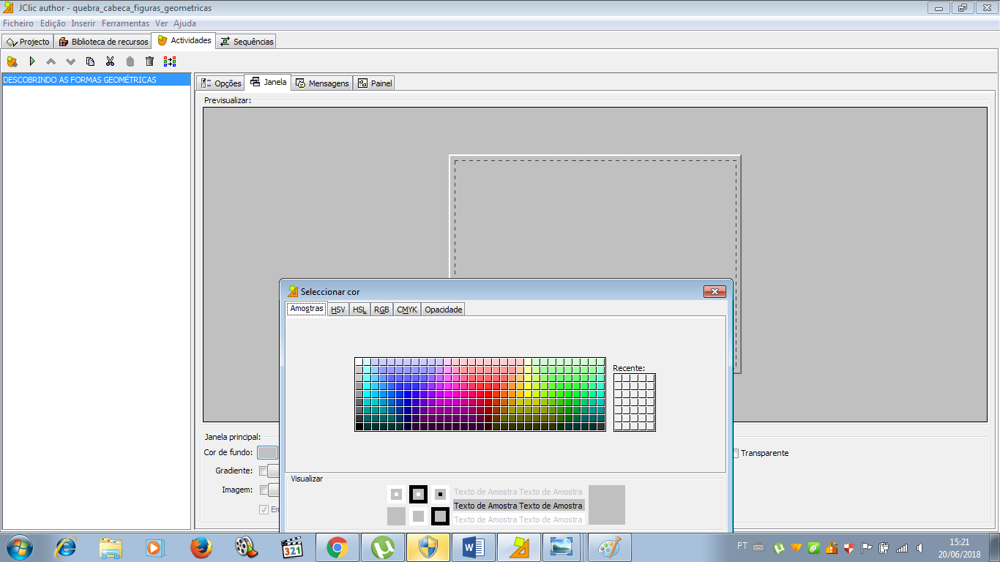 JClic author - quebra_cabeca_figuras_geometricas
Ficheiro Edição Inserir Ferramentas Ver Ajuda
Projecto Biblioteca de recursos Actividades Sequências
DESCOBRINDO AS FORMAS GEOMÉTRICAS
Opções Janela Mensagens Painel
Previsualizar:
Seleccionar cor
Amostras HSV HSL RGB CMYK Opacidade
Recente:
Janela principal:
Cor de fundo:
Transparente
Gradiente:
Imagem:
Em
Visualizar
Texto de Amostra Texto de Amostra
Texto de Amostra Texto de Amostra
Texto de Amostra Texto de Amostra
321
PT
15:21
20/06/2018